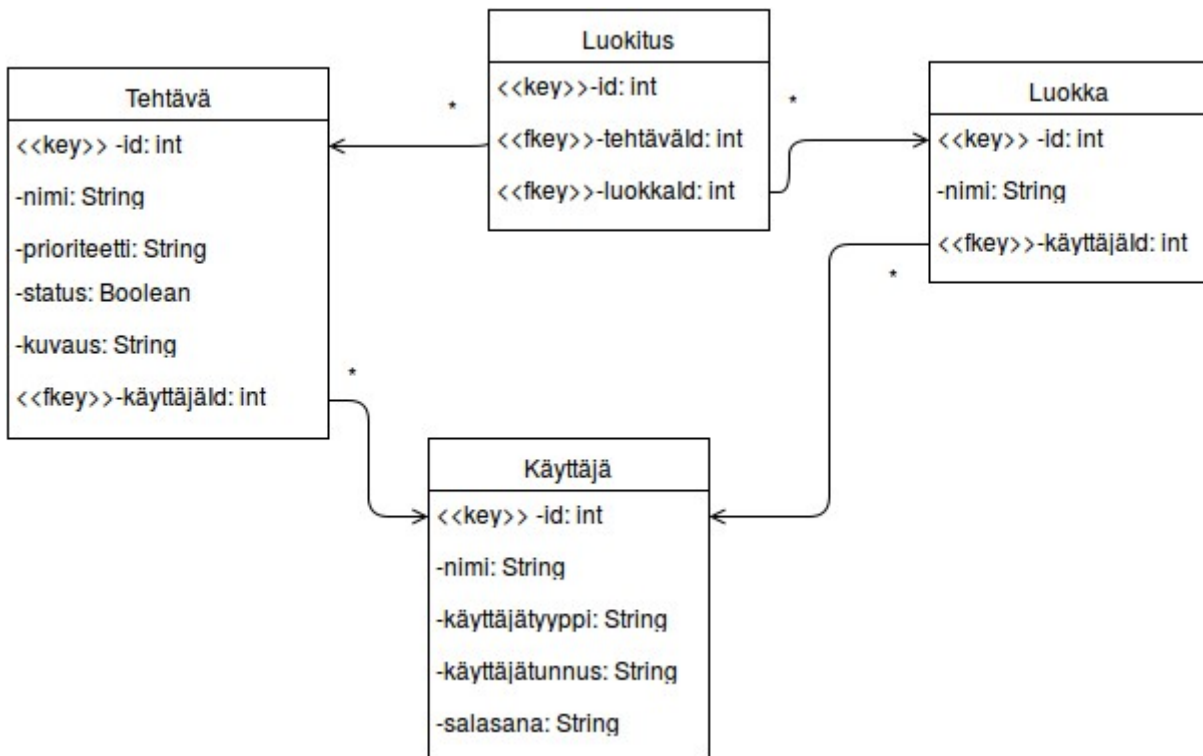 Luokitus
<<key>>-id: int
<<fkey>>-tehtäväId: int
<<fkey>>-luokkaId: int
*
*
Tehtävä
<<key>> -id: int
-nimi: String
-prioriteetti: String
-status: Boolean
-kuvaus: String
<<fkey>>-käyttäjäId: int
*
Luokka
<<key>> -id: int
-nimi: String
<<fkey>>-käyttäjäId: int
*
Käyttäjä
<<key>> -id: int
-nimi: String
-käyttäjätyyppi: String
-käyttäjätunnus: String
-salasana: String